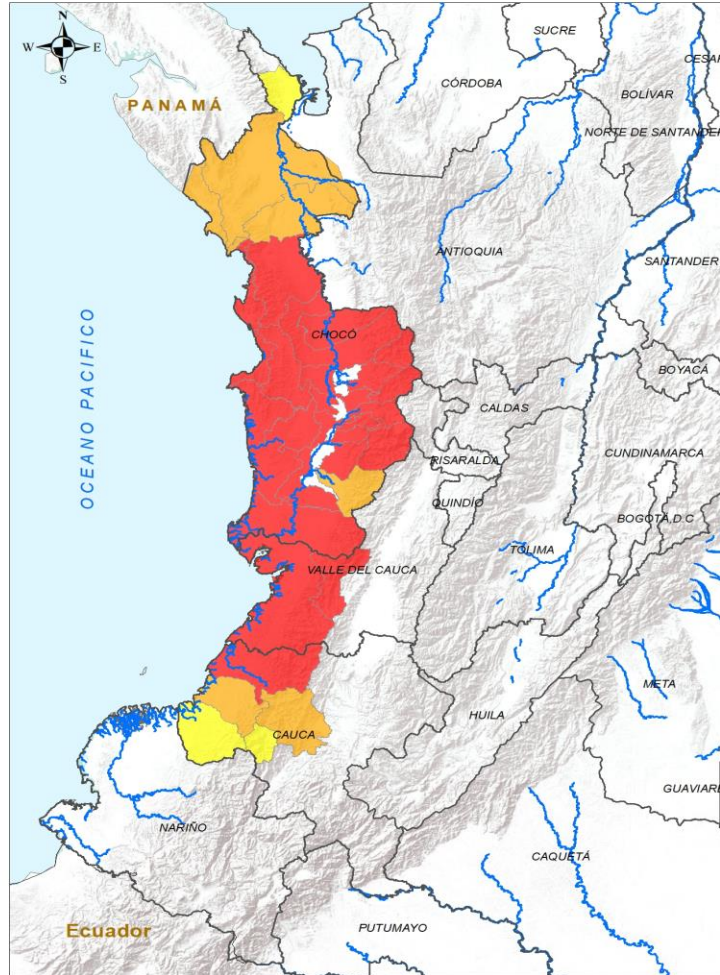 SUCRE
N
W
E
S
CESAR
CÓRDOBA
BOLÍVAR
PANAMÁ
NORTE DE SANTANDER
ANTIOQUIA
SANTANDER
OCEANO PACIFICO
CHOCÓ
BOYACÁ
CALDAS
CUNDINAMARCA
RISARALDA
QUINDÍO
BOGOTÁ,D.C
TOLIMA
VALLE DEL CAUCA
META
HUILA
CAUCA
GUAVIARE
NARIÑO
CAQUETÁ
Ecuador
PUTUMAYO